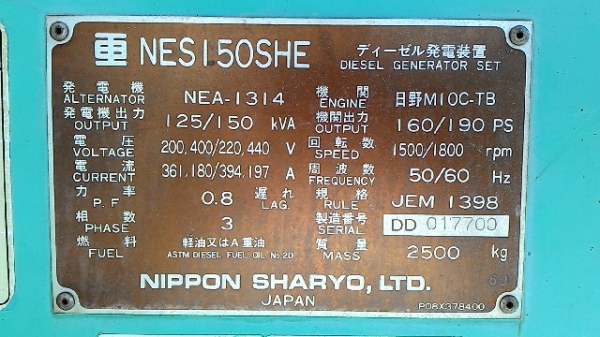 重 NES150SHE ディーゼル発電装置
DIESEL GENERATOR SET
発電機 ALTERNATOR NEA-1314 機関 ENGINE 日野M10C-TB
発電機出力 OUTPUT 125/150 kVA 機関出力 OUTPUT 160/190 PS
電圧 VOLTAGE 200,400/220,440 V 回転数 SPEED 1500/1800 rpm
電流 CURRENT 361,180/394,197 A 周波数 FREQUENCY 50/60 Hz
力率 P.F 0.8 遅れ LAG. 規格 RULE JEM 1398
相数 PHASE 3 製造番号 SERIAL DD 017700
燃料 FUEL 軽油又はA重油 ASTM DIESEL FUEL OIL No.2D 質量 MASS 2500 kg
NIPPON SHARYO, LTD.
JAPAN
P08X378400